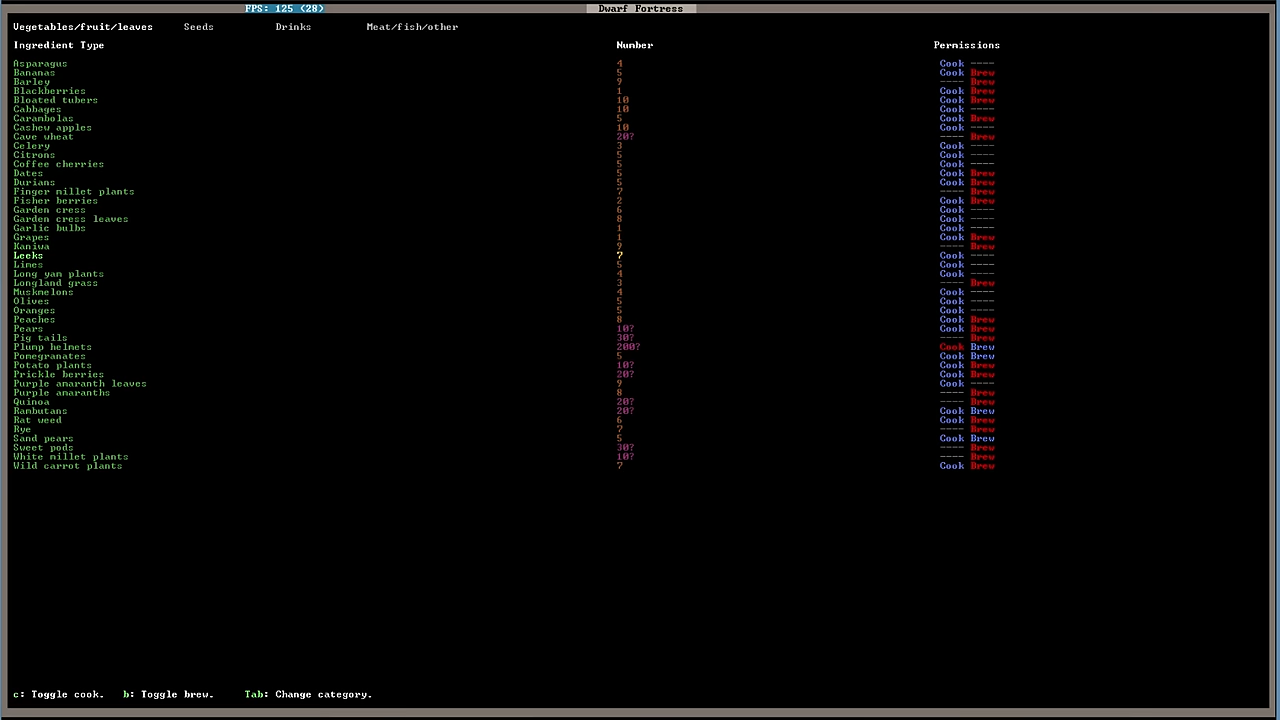 FPS: 125 (28) Dwarf Fortress
Vegetables/fruit/leaves Seeds Drinks Meat/fish/other
Ingredient Type Number Permissions
Asparagus 4 Cook ----
Bananas 5 Cook Brew
Barley 9 ---- Brew
Blackberries 1 Cook Brew
Bloated tubers 10 Cook Brew
Cabbages 10 Cook ----
Carambolas 5 Cook Brew
Cashew apples 10 Cook ----
Cave wheat 20? ---- Brew
Celery 3 Cook ----
Citrons 5 Cook ----
Coffee cherries 5 Cook ----
Dates 5 Cook Brew
Durians 5 Cook Brew
Finger millet plants 7 ---- Brew
Fisher berries 2 Cook Brew
Garden cress 6 Cook ----
Garden cress leaves 8 Cook ----
Garlic bulbs 1 Cook ----
Grapes 1 Cook Brew
Kaniwa 9 ---- Brew
Leeks 7 Cook ----
Limes 5 Cook ----
Long yam plants 4 Cook ----
Longland grass 3 ---- Brew
Muskmelons 4 Cook ----
Olives 5 Cook ----
Oranges 5 Cook ----
Peaches 8 Cook Brew
Pears 10? Cook Brew
Pig tails 30? ---- Brew
Plump helmets 200? Cook Brew
Pomegranates 5 Cook Brew
Potato plants 10? Cook Brew
Prickle berries 20? Cook Brew
Purple amaranth leaves 9 Cook ----
Purple amaranths 8 ---- Brew
Quinoa 20? ---- Brew
Rambutans 20? Cook Brew
Rat weed 6 Cook Brew
Rye 7 ---- Brew
Sand pears 5 Cook Brew
Sweet pods 30? ---- Brew
White millet plants 10? ---- Brew
Wild carrot plants 7 Cook Brew
c: Toggle cook. b: Toggle brew. Tab: Change category.